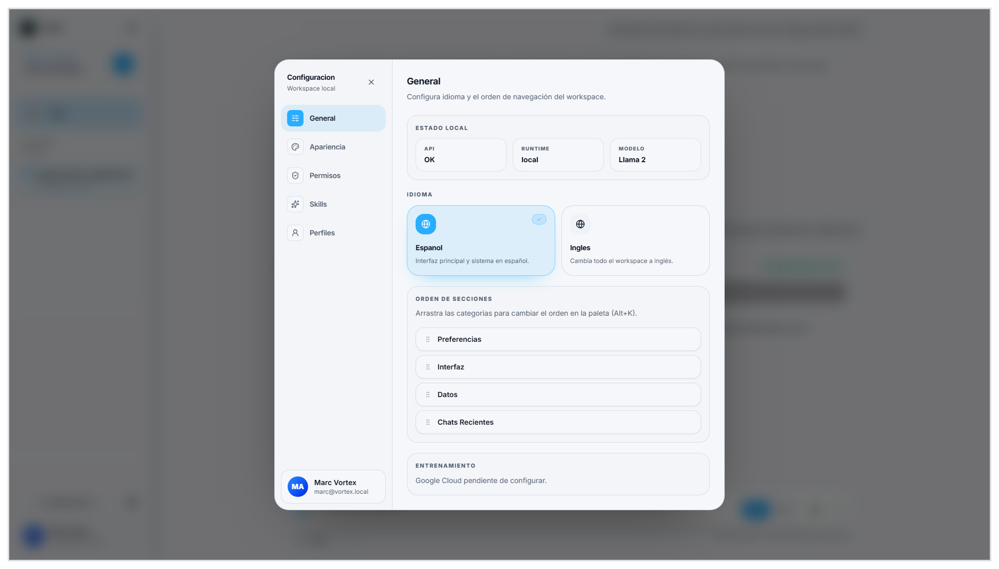 Configuracion
Workspace local
General
Apariencia
Permisos
Skills
Perfiles
MA
Marc Vortex
marc@vortex.local
General
Configura idioma y el orden de navegación del workspace.
ESTADO LOCAL
API
OK
RUNTIME
local
MODELO
Llama 2
IDIOMA
Espanol
Interfaz principal y sistema en español.
Ingles
Cambia todo el workspace a inglés.
ORDEN DE SECCIONES
Arrastra las categorias para cambiar el orden en la paleta (Alt+K).
Preferencias
Interfaz
Datos
Chats Recientes
ENTRENAMIENTO
Google Cloud pendiente de configurar.